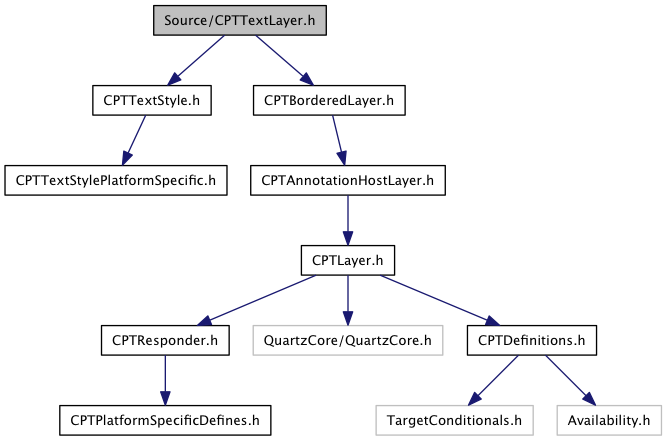 Source/CPTTextLayer.h
CPTTextStyle.h
CPTBorderedLayer.h
CPTTextStylePlatformSpecific.h
CPTAnnotationHostLayer.h
CPTLayer.h
CPTResponder.h
QuartzCore/QuartzCore.h
CPTDefinitions.h
CPTPlatformSpecificDefines.h
TargetConditionals.h
Availability.h